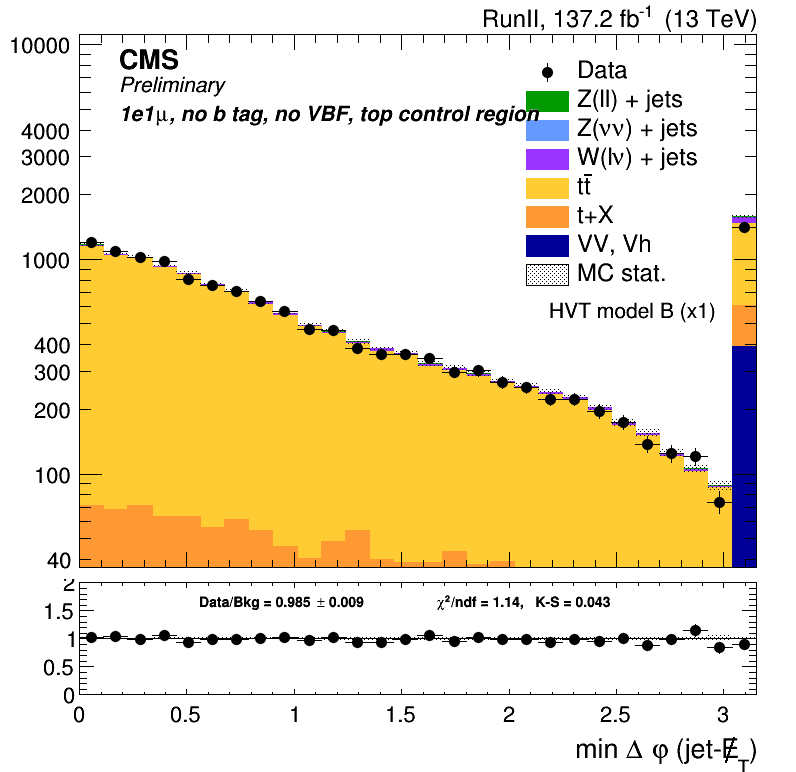 RunII, 137.2 fb⁻¹ (13 TeV)
CMS
Preliminary
1e1μ, no b tag, no VBF, top control region
Data
Z(ll) + jets
Z(νν) + jets
W(lν) + jets
tt̄
t+X
VV, Vh
MC stat.
HVT model B (x1)
10000
4000
3000
2000
1000
400
300
200
100
40
Data/Bkg = 0.985 ± 0.009
χ²/ndf = 1.14, K-S = 0.043
2
1.5
1
0.5
0
0 0.5 1 1.5 2 2.5 3
min Δ φ (jet-E̸_T)